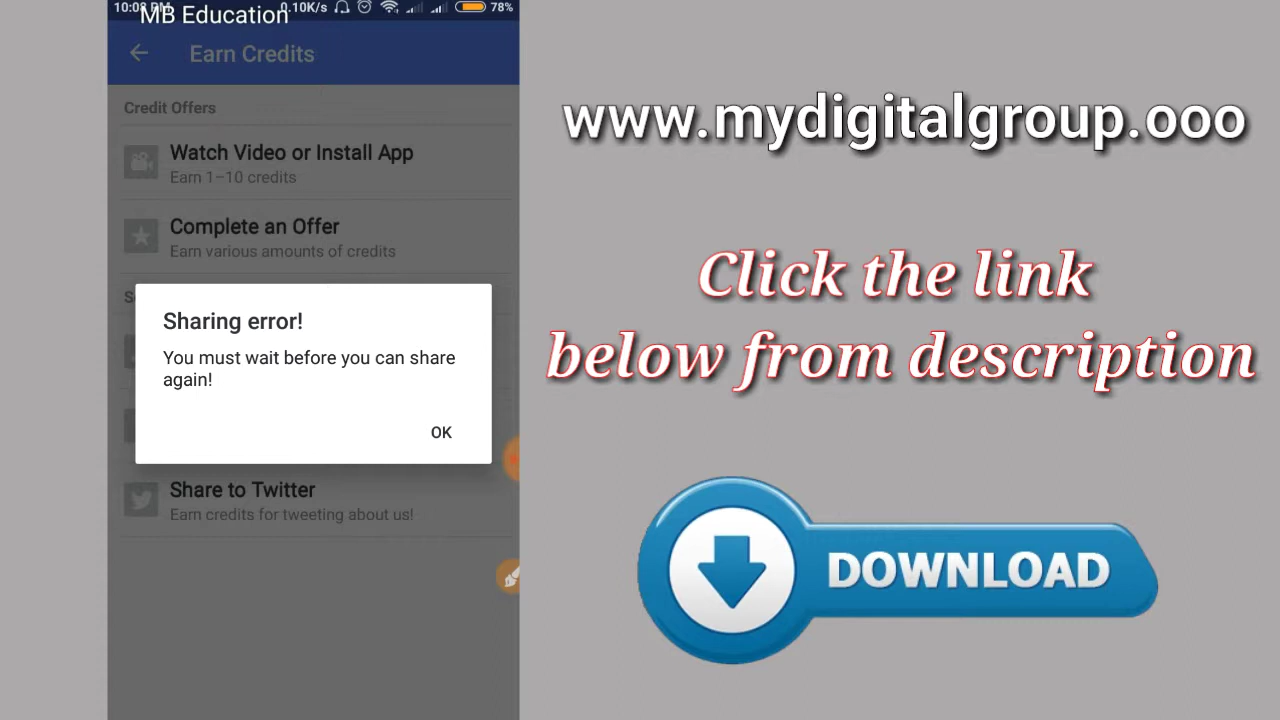 10:08 PM 0.10K/s 78%
MB Education
Earn Credits
Credit Offers
Watch Video or Install App
Earn 1–10 credits
Complete an Offer
Earn various amounts of credits
Sharing error!
You must wait before you can share
again!
OK
Share to Twitter
Earn credits for tweeting about us!
www.mydigitalgroup.ooo
Click the link
below from description
DOWNLOAD